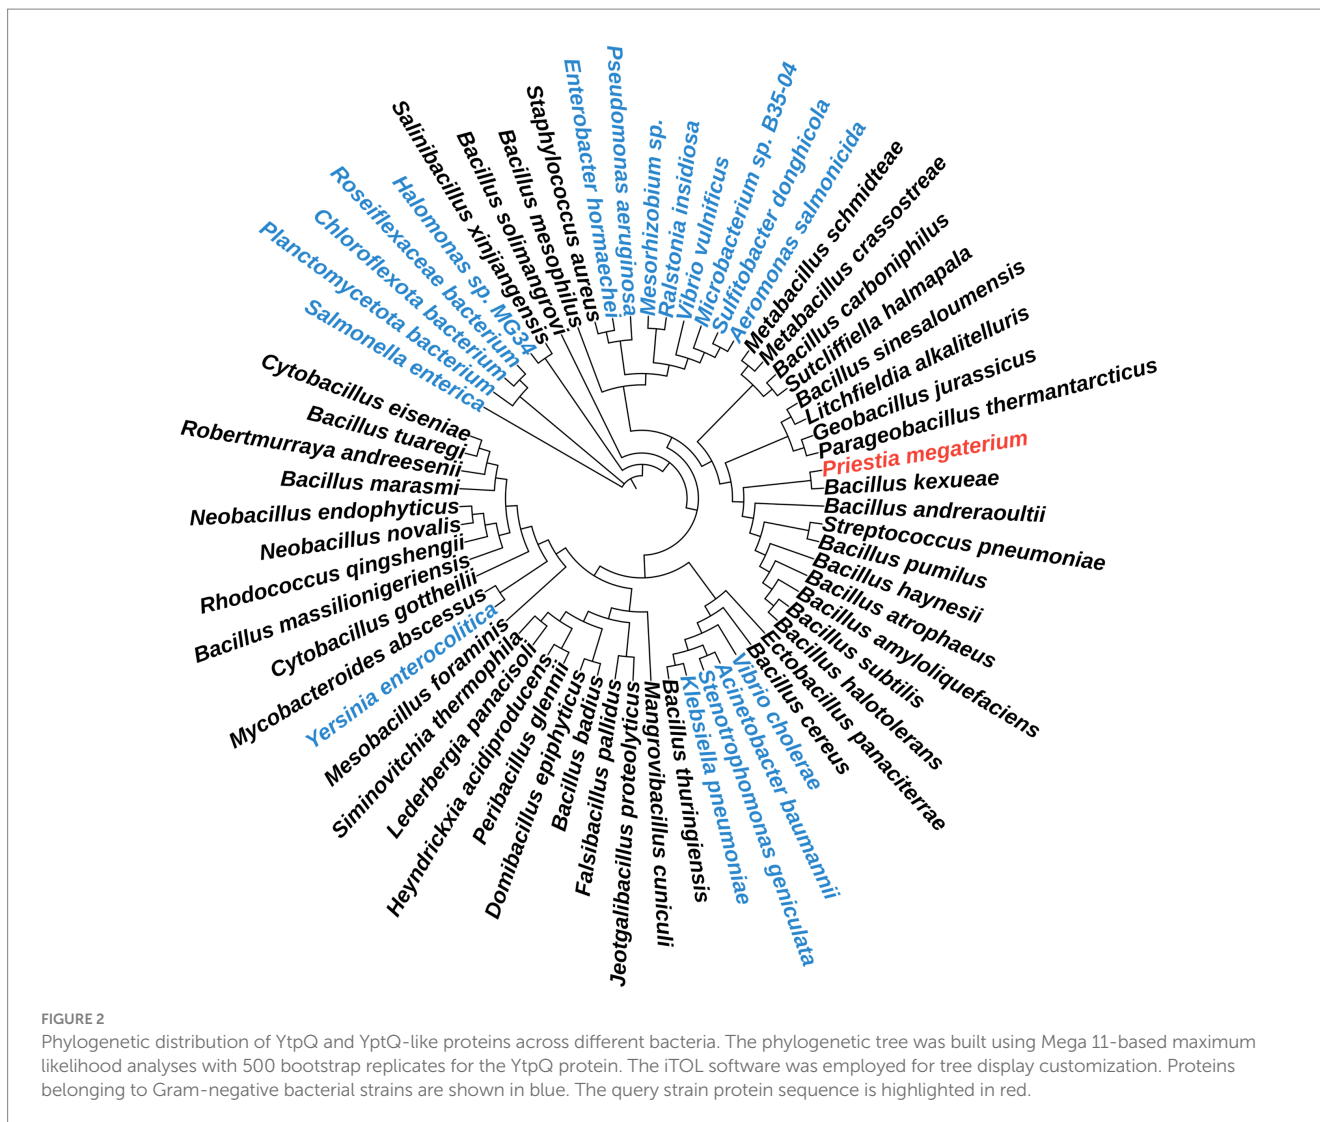 Pseudomonas aeruginosa
Mesorhizobium sp.
Ralstonia insidiosa
Vibrio vulnificus
Microbacterium sp. B35-04
Sulfitobacter donghicola
Aeromonas salmonicida
Metabacillus schmidteae
Metabacillus crassostreae
Bacillus carboniphilus
Sutcliffiella halmapala
Bacillus sinesaloumensis
Litchfieldia alkalitelluris
Geobacillus jurassicus
Parageobacillus thermantarcticus
Priestia megaterium
Bacillus kexueae
Bacillus andreraoultii
Streptococcus pneumoniae
Bacillus pumilus
Bacillus haynesii
Bacillus atrophaeus
Bacillus amyloliquefaciens
Bacillus subtilis
Bacillus halotolerans
Ectobacillus panaciterrae
Bacillus cereus
Vibrio cholerae
Acinetobacter baumannii
Stenotrophomonas geniculata
Klebsiella pneumoniae
Bacillus thuringiensis
Mangrovibacillus cuniculi
Jeotgalibacillus proteolyticus
Falsibacillus pallidus
Bacillus badius
Domibacillus epiphyticus
Peribacillus glennii
Heyndrickxia acidiproducens
Lederbergia panacisoli
Siminovitchia thermophila
Mesobacillus foraminis
Yersinia enterocolitica
Mycobacteroides abscessus
Cytobacillus gottheilii
Bacillus massilionigeriensis
Rhodococcus qingshengii
Neobacillus novalis
Neobacillus endophyticus
Bacillus marasmi
Robertmurraya andreesenii
Bacillus tuaregi
Cytobacillus eiseniae
Salmonella enterica
Planctomycetota bacterium
Chloroflexota bacterium
Roseiflexaceae bacterium
Halomonas sp. MG34
Salinibacillus xinjiangensis
Bacillus solimangrovi
Bacillus mesophilus
Staphylococcus aureus
Enterobacter hormaechei
FIGURE 2
Phylogenetic distribution of YtpQ and YptQ-like proteins across different bacteria. The phylogenetic tree was built using Mega 11-based maximum
likelihood analyses with 500 bootstrap replicates for the YtpQ protein. The iTOL software was employed for tree display customization. Proteins
belonging to Gram-negative bacterial strains are shown in blue. The query strain protein sequence is highlighted in red.